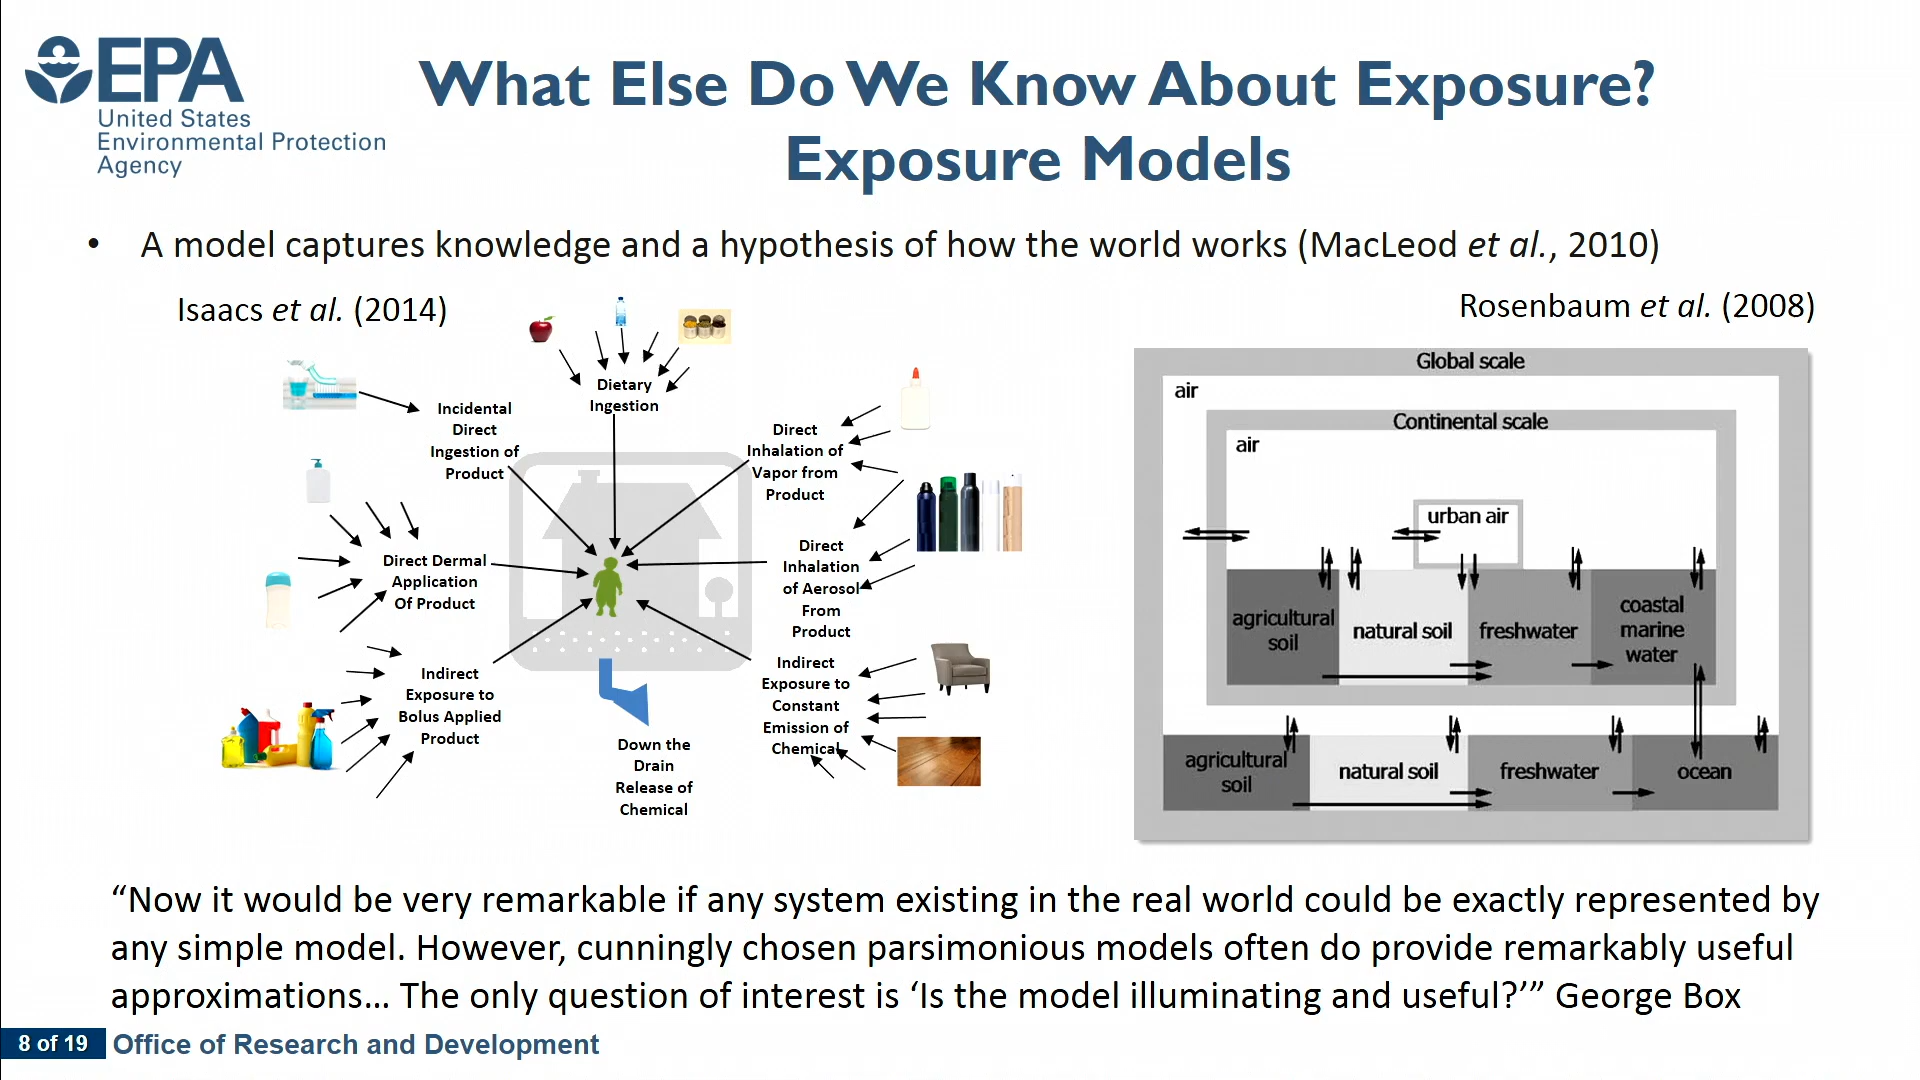 EPA
United States
Environmental Protection
Agency
What Else Do We Know About Exposure?
Exposure Models
• A model captures knowledge and a hypothesis of how the world works (MacLeod et al., 2010)
Isaacs et al. (2014)
Rosenbaum et al. (2008)
Dietary
Ingestion
Incidental
Direct
Ingestion of
Product
Direct
Inhalation of
Vapor from
Product
Direct Dermal
Application
Of Product
Direct
Inhalation
of Aerosol
From
Product
Indirect
Exposure to
Bolus Applied
Product
Indirect
Exposure to
Constant
Emission of
Chemical
Down the
Drain
Release of
Chemical
Global scale
air
Continental scale
air
urban air
agricultural
soil
natural soil
freshwater
coastal
marine
water
agricultural
soil
natural soil
freshwater
ocean
“Now it would be very remarkable if any system existing in the real world could be exactly represented by
any simple model. However, cunningly chosen parsimonious models often do provide remarkably useful
approximations… The only question of interest is ‘Is the model illuminating and useful?’” George Box
8 of 19
Office of Research and Development